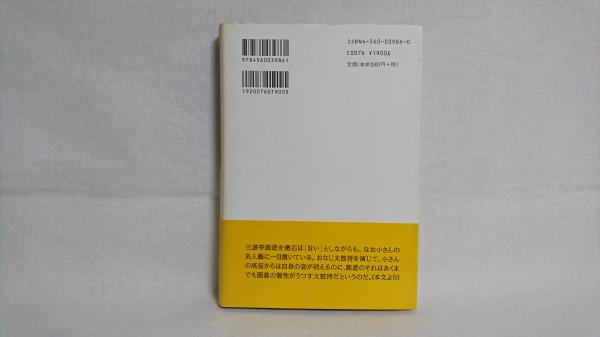 ISBN4-560-03986-0
C0076 ¥1900E
定価(本体1900円+税)
9784560039861
1920076019005
三遊亭圓遊を漱石は「旨い」としながらも、なお小さんの
名人藝に一目置いている。おなじ太鼓持を演じて、小さん
の高座からは自身の姿が消えるのに、圓遊のそれはあくま
でも圓遊の個性がうつす太鼓持だというのだ。(本文より)